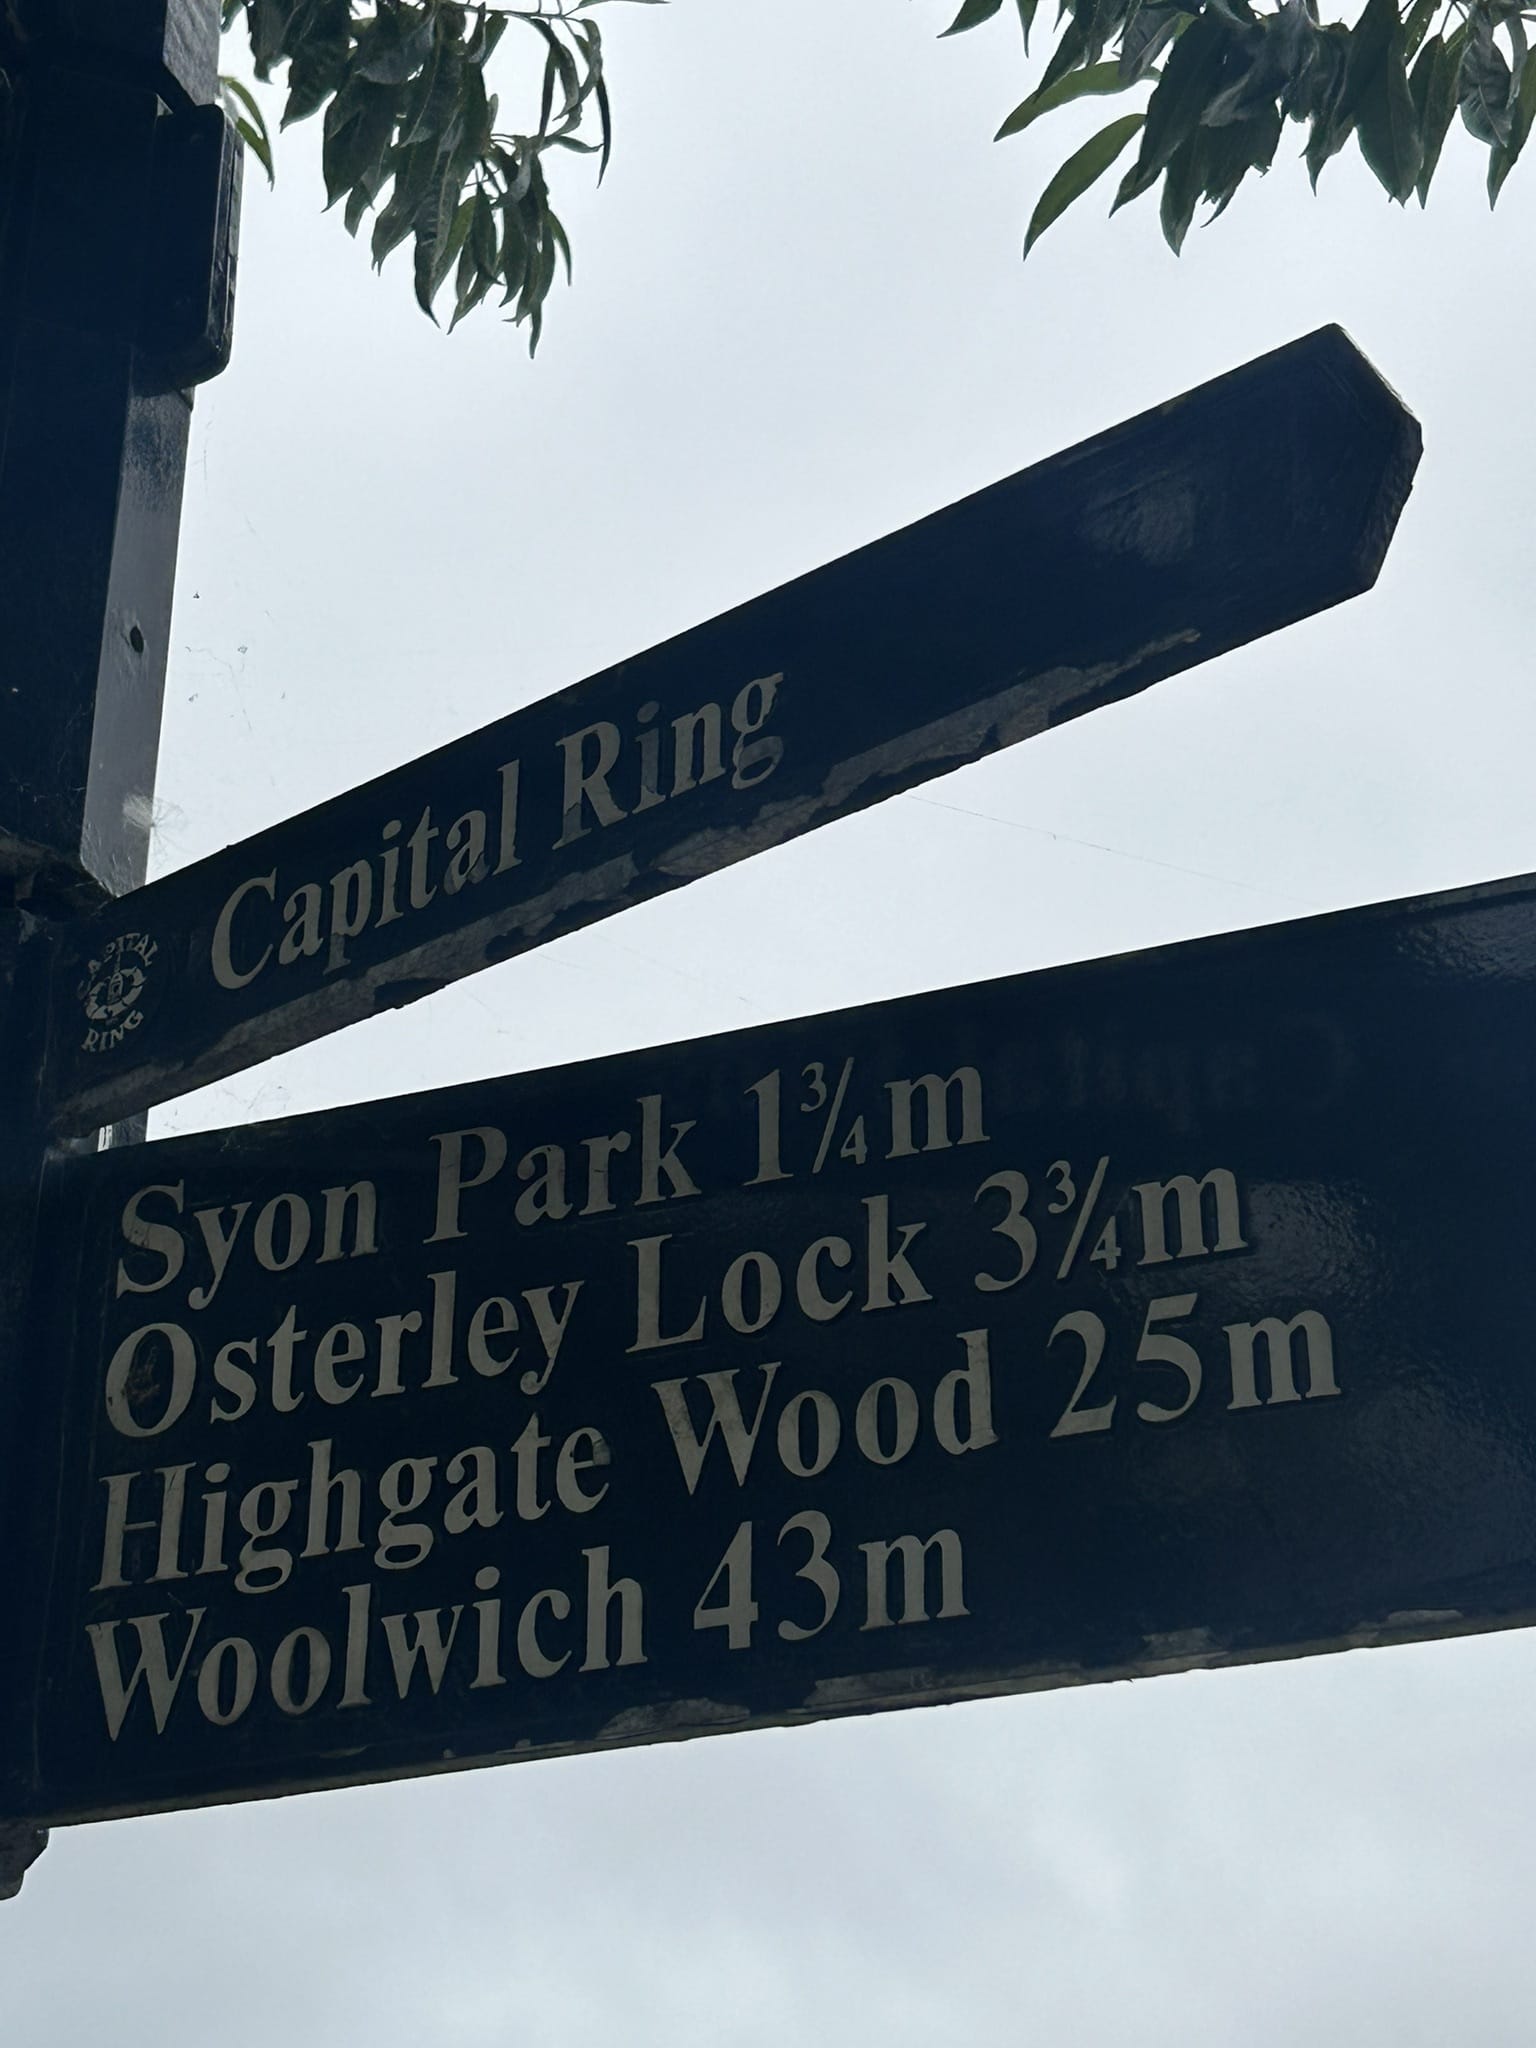 Capital Ring
CAPITAL
RING
Syon Park 1¾m
Osterley Lock 3¾m
Highgate Wood 25m
Woolwich 43m